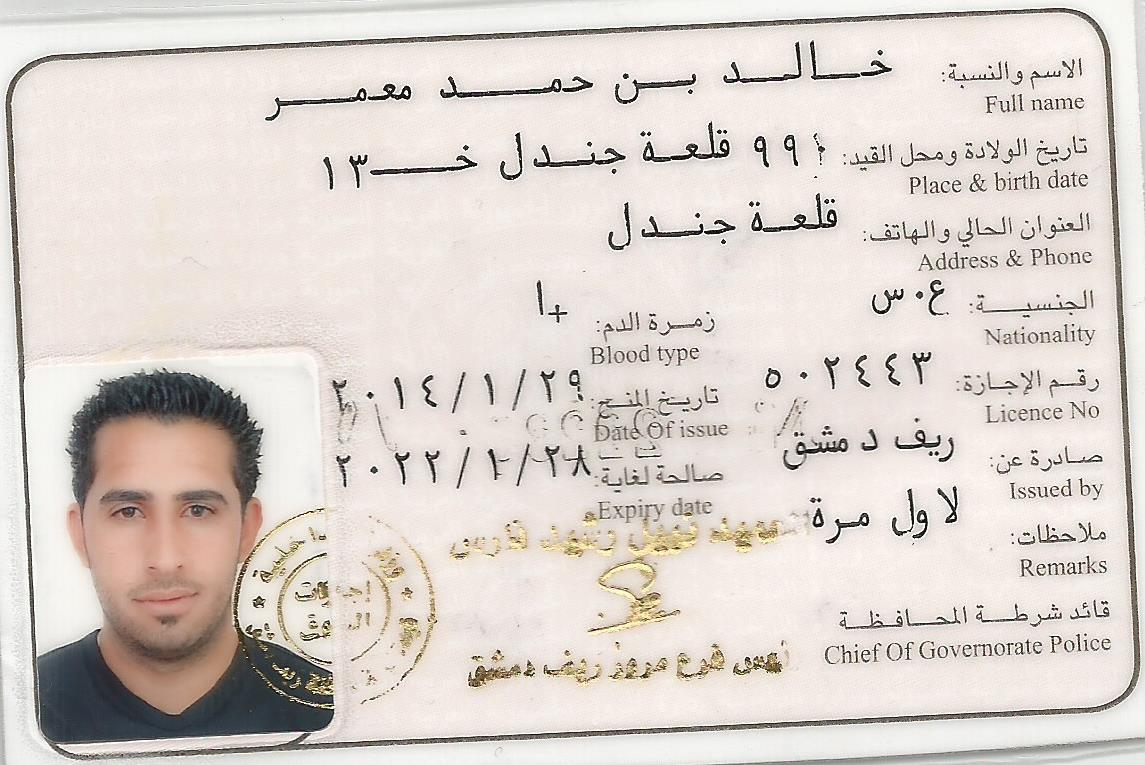 الاسم والنسبة: خالد بن حمد معمر
Full name
تاريخ الولادة ومحل القيد: ٩٩١ قلعة جندل خ ١٣
Place & birth date
العنوان الحالي والهاتف: قلعة جندل
Address & Phone
الجنسية: ع.س
Nationality
زمرة الدم: +ا
Blood type
رقم الإجازة: ٥٠٢٤٤٣
Licence No
تاريخ المنح: ٢٠١٤/١/٢٩
Date Of issue
صادرة عن: ريف دمشق
Issued by
صالحة لغاية: ٢٠٢٢/١/٢٨
Expiry date
ملاحظات: لاول مرة
Remarks
قائد شرطة المحافظة
Chief Of Governorate Police
فرع مرور ريف دمشق